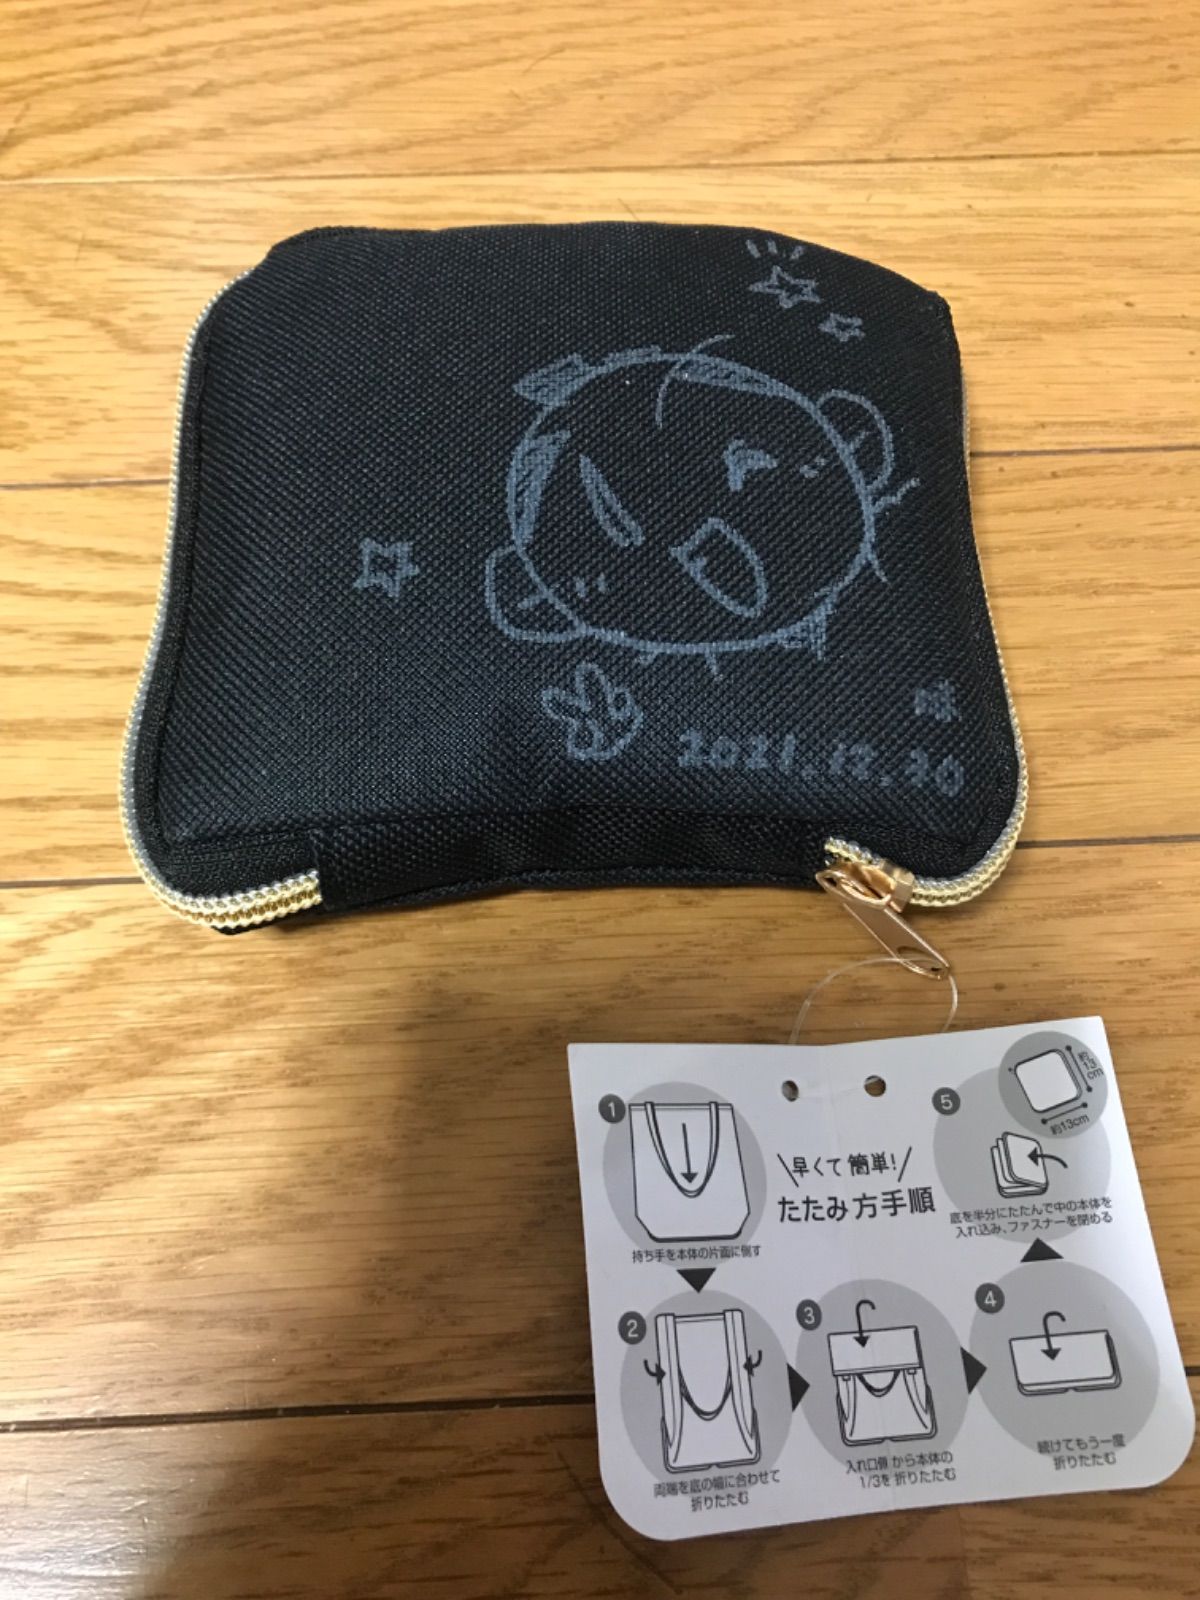 2021.12.20
早くて簡単!
たたみ方手順
1
持ち手を本体の片面に倒す
2
両端を底の幅に合わせて
折りたたむ
3
入れ口側から本体の
1/3を折りたたむ
4
続けてもう一度
折りたたむ
5
約13cm
約13cm
底を半分にたたんで中の本体を
入れ込み、ファスナーを閉める